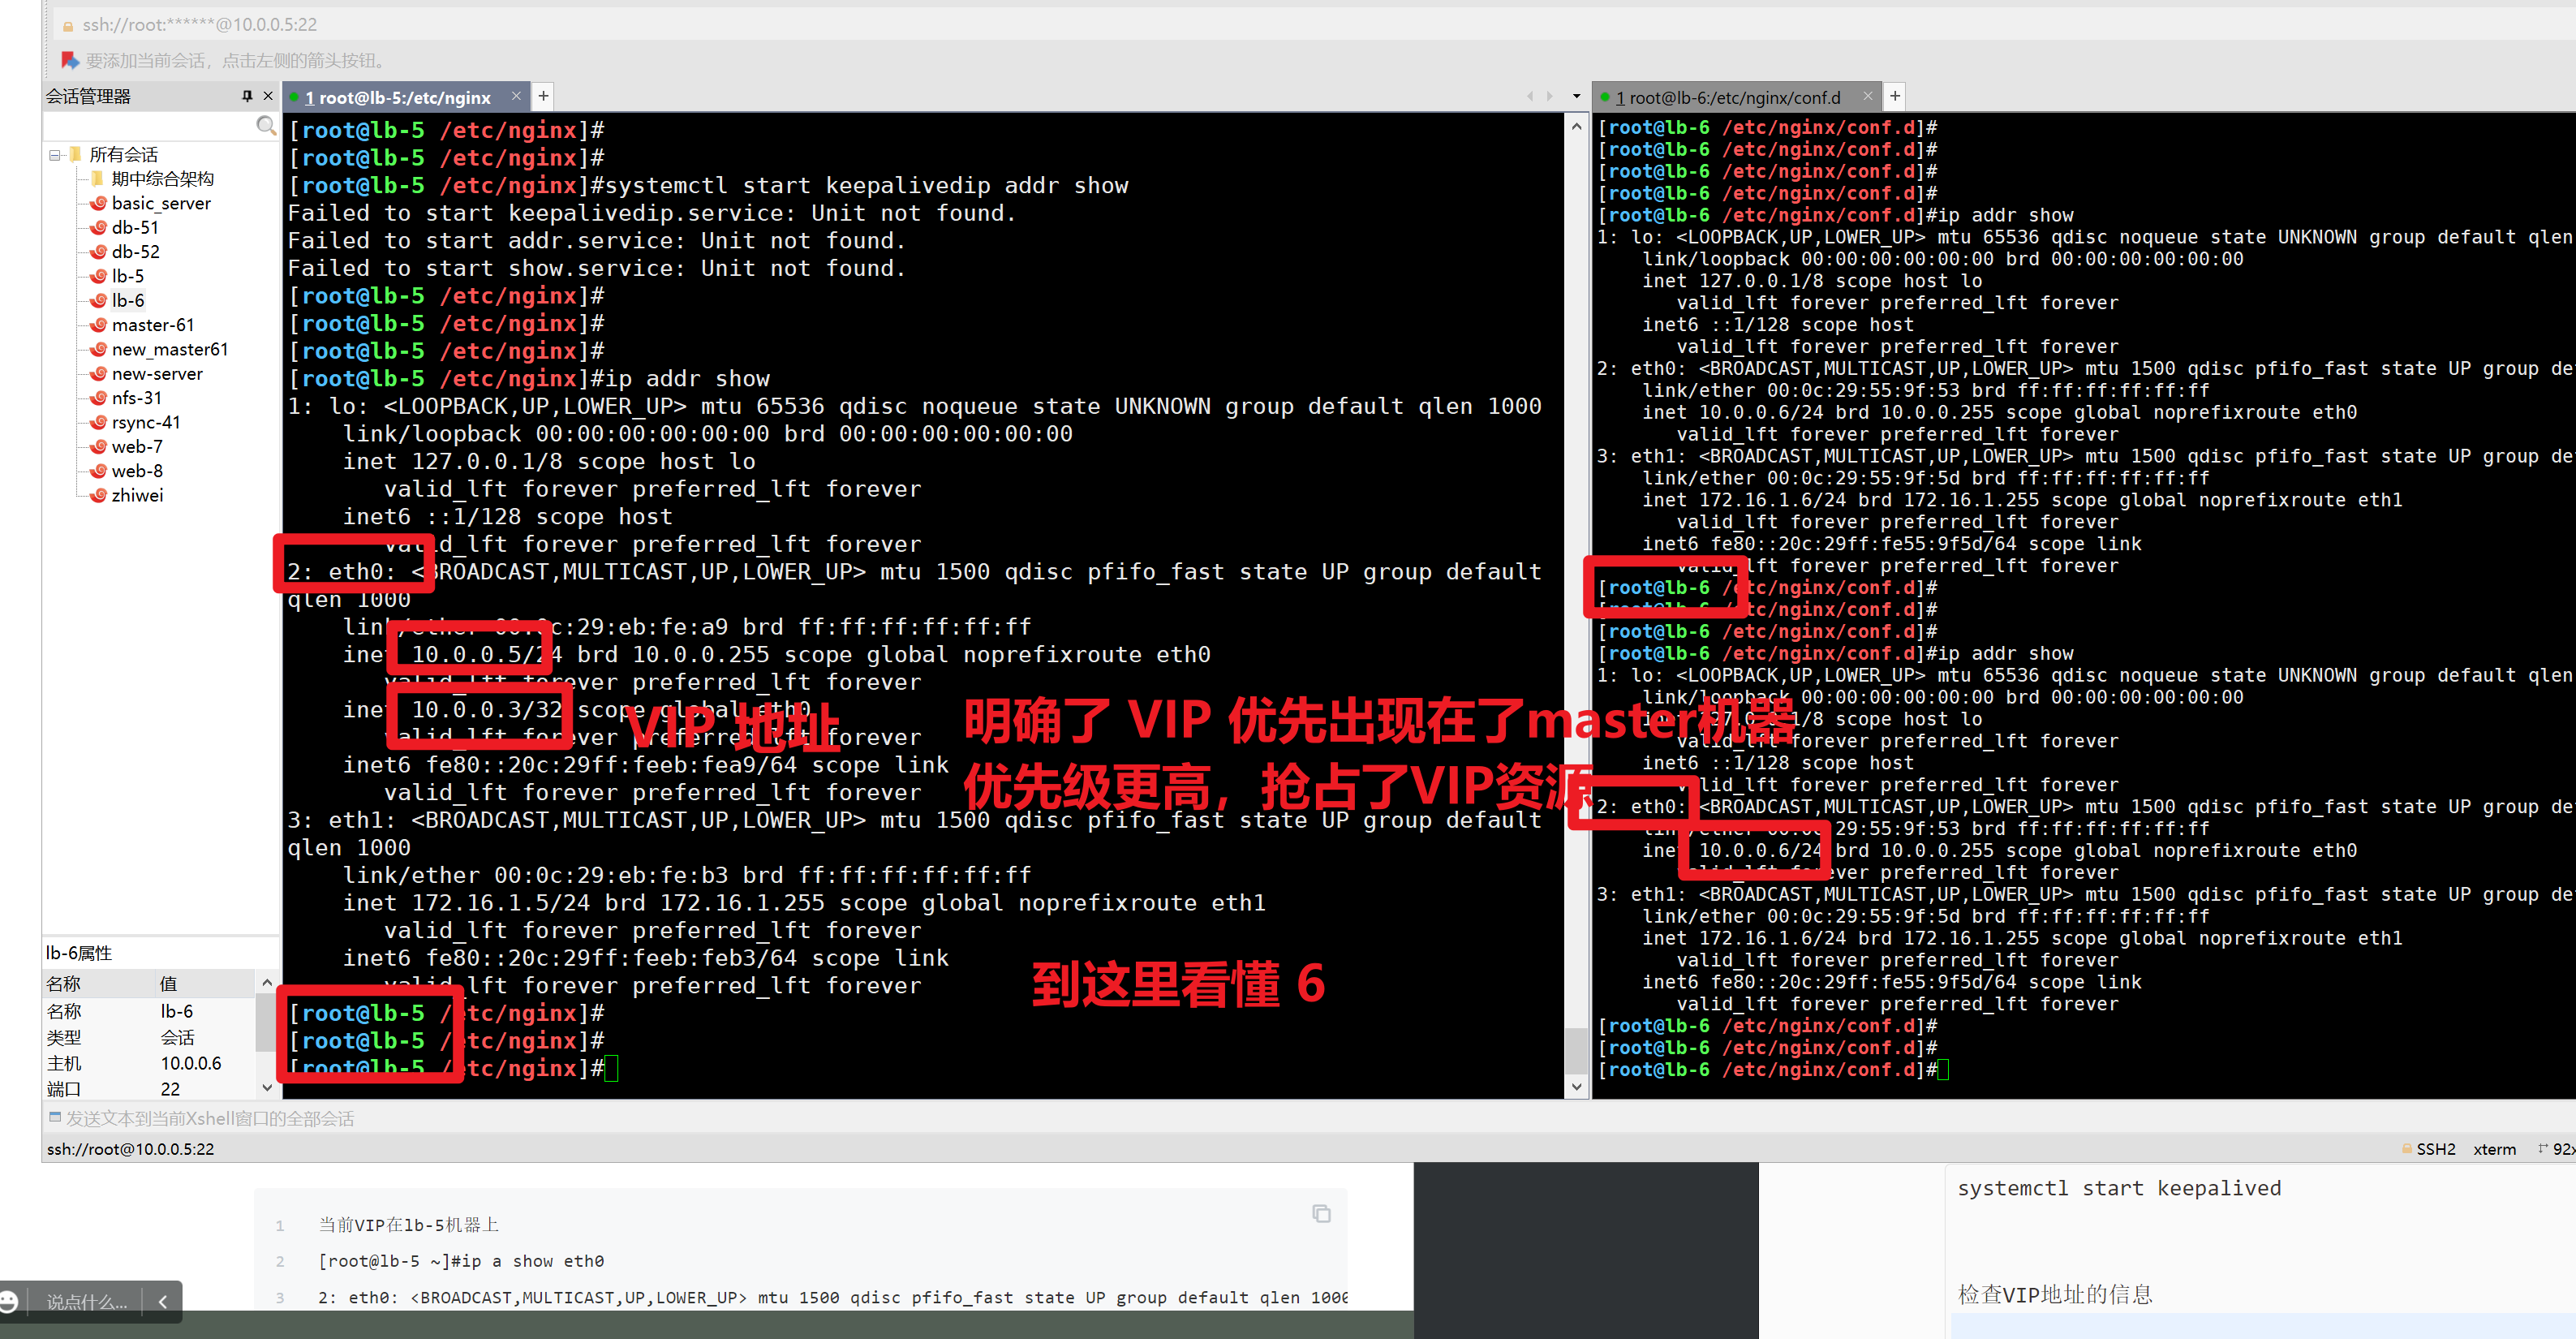 ssh://root:******@10.0.0.5:22
要添加当前会话，点击左侧的箭头按钮。
会话管理器
所有会话
期中综合架构
basic_server
db-51
db-52
lb-5
lb-6
master-61
new_master61
new-server
nfs-31
rsync-41
web-7
web-8
zhiwei
lb-6属性
名称 值
名称 lb-6
类型 会话
主机 10.0.0.6
端口 22
1 root@lb-5:/etc/nginx
[root@lb-5 /etc/nginx]#
[root@lb-5 /etc/nginx]#
[root@lb-5 /etc/nginx]#systemctl start keepalivedip addr show
Failed to start keepalivedip.service: Unit not found.
Failed to start addr.service: Unit not found.
Failed to start show.service: Unit not found.
[root@lb-5 /etc/nginx]#
[root@lb-5 /etc/nginx]#
[root@lb-5 /etc/nginx]#
[root@lb-5 /etc/nginx]#ip addr show
1: lo: <LOOPBACK,UP,LOWER_UP> mtu 65536 qdisc noqueue state UNKNOWN group default qlen 1000
link/loopback 00:00:00:00:00:00 brd 00:00:00:00:00:00
inet 127.0.0.1/8 scope host lo
valid_lft forever preferred_lft forever
inet6 ::1/128 scope host
valid_lft forever preferred_lft forever
2: eth0: <BROADCAST,MULTICAST,UP,LOWER_UP> mtu 1500 qdisc pfifo_fast state UP group default
qlen 1000
link/ether 00:0c:29:eb:fe:a9 brd ff:ff:ff:ff:ff:ff
inet 10.0.0.5/24 brd 10.0.0.255 scope global noprefixroute eth0
valid_lft forever preferred_lft forever
inet 10.0.0.3/32 scope global eth0
valid_lft forever preferred_lft forever
inet6 fe80::20c:29ff:feeb:fea9/64 scope link
valid_lft forever preferred_lft forever
3: eth1: <BROADCAST,MULTICAST,UP,LOWER_UP> mtu 1500 qdisc pfifo_fast state UP group default
qlen 1000
link/ether 00:0c:29:eb:fe:b3 brd ff:ff:ff:ff:ff:ff
inet 172.16.1.5/24 brd 172.16.1.255 scope global noprefixroute eth1
valid_lft forever preferred_lft forever
inet6 fe80::20c:29ff:feeb:feb3/64 scope link
valid_lft forever preferred_lft forever
[root@lb-5 /etc/nginx]#
[root@lb-5 /etc/nginx]#
[root@lb-5 /etc/nginx]#
VIP 地址
明确了 VIP 优先出现在了master机器
优先级更高，抢占了VIP资源
到这里看懂 6
1 root@lb-6:/etc/nginx/conf.d
[root@lb-6 /etc/nginx/conf.d]#
[root@lb-6 /etc/nginx/conf.d]#
[root@lb-6 /etc/nginx/conf.d]#
[root@lb-6 /etc/nginx/conf.d]#
[root@lb-6 /etc/nginx/conf.d]#ip addr show
1: lo: <LOOPBACK,UP,LOWER_UP> mtu 65536 qdisc noqueue state UNKNOWN group default qlen
link/loopback 00:00:00:00:00:00 brd 00:00:00:00:00:00
inet 127.0.0.1/8 scope host lo
valid_lft forever preferred_lft forever
inet6 ::1/128 scope host
valid_lft forever preferred_lft forever
2: eth0: <BROADCAST,MULTICAST,UP,LOWER_UP> mtu 1500 qdisc pfifo_fast state UP group de
link/ether 00:0c:29:55:9f:53 brd ff:ff:ff:ff:ff:ff
inet 10.0.0.6/24 brd 10.0.0.255 scope global noprefixroute eth0
valid_lft forever preferred_lft forever
3: eth1: <BROADCAST,MULTICAST,UP,LOWER_UP> mtu 1500 qdisc pfifo_fast state UP group de
link/ether 00:0c:29:55:9f:5d brd ff:ff:ff:ff:ff:ff
inet 172.16.1.6/24 brd 172.16.1.255 scope global noprefixroute eth1
valid_lft forever preferred_lft forever
inet6 fe80::20c:29ff:fe55:9f5d/64 scope link
valid_lft forever preferred_lft forever
[root@lb-6 /etc/nginx/conf.d]#
[root@lb-6 /etc/nginx/conf.d]#
[root@lb-6 /etc/nginx/conf.d]#
[root@lb-6 /etc/nginx/conf.d]#ip addr show
1: lo: <LOOPBACK,UP,LOWER_UP> mtu 65536 qdisc noqueue state UNKNOWN group default qlen
link/loopback 00:00:00:00:00:00 brd 00:00:00:00:00:00
inet 127.0.0.1/8 scope host lo
valid_lft forever preferred_lft forever
inet6 ::1/128 scope host
valid_lft forever preferred_lft forever
2: eth0: <BROADCAST,MULTICAST,UP,LOWER_UP> mtu 1500 qdisc pfifo_fast state UP group de
link/ether 00:0c:29:55:9f:53 brd ff:ff:ff:ff:ff:ff
inet 10.0.0.6/24 brd 10.0.0.255 scope global noprefixroute eth0
valid_lft forever preferred_lft forever
3: eth1: <BROADCAST,MULTICAST,UP,LOWER_UP> mtu 1500 qdisc pfifo_fast state UP group de
link/ether 00:0c:29:55:9f:5d brd ff:ff:ff:ff:ff:ff
inet 172.16.1.6/24 brd 172.16.1.255 scope global noprefixroute eth1
valid_lft forever preferred_lft forever
inet6 fe80::20c:29ff:fe55:9f5d/64 scope link
valid_lft forever preferred_lft forever
[root@lb-6 /etc/nginx/conf.d]#
[root@lb-6 /etc/nginx/conf.d]#
[root@lb-6 /etc/nginx/conf.d]#
发送文本到当前Xshell窗口的全部会话
ssh://root@10.0.0.5:22
SSH2 xterm 92x
1 当前VIP在lb-5机器上
2 [root@lb-5 ~]#ip a show eth0
3 2: eth0: <BROADCAST,MULTICAST,UP,LOWER_UP> mtu 1500 qdisc pfifo_fast state UP group default qlen 1000
说点什么...
systemctl start keepalived
检查VIP地址的信息